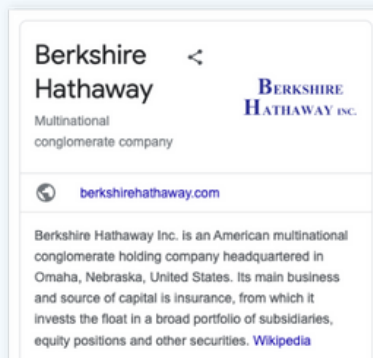 Berkshire
Hathaway
BERKSHIRE
HATHAWAY INC.
Multinational
conglomerate company
berkshirehathaway.com
Berkshire Hathaway Inc. is an American multinational
conglomerate holding company headquartered in
Omaha, Nebraska, United States. Its main business
and source of capital is insurance, from which it
invests the float in a broad portfolio of subsidiaries,
equity positions and other securities. Wikipedia